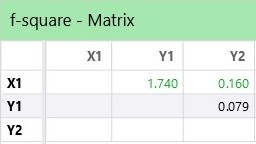 f-square - Matrix
X1 Y1 Y2
X1 1.740 0.160
Y1 0.079
Y2